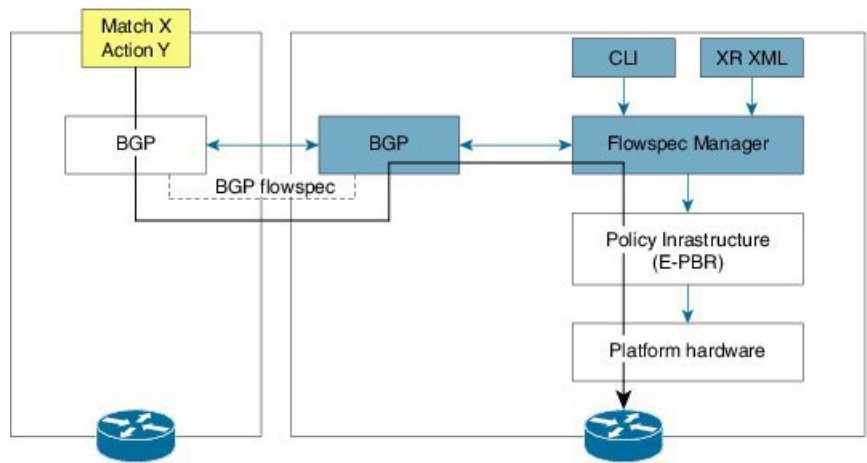 Match X
Action Y
CLI
XR XML
BGP
BGP
Flowspec Manager
BGP flowspec
Policy Inrastructure
(E-PBR)
Platform hardware